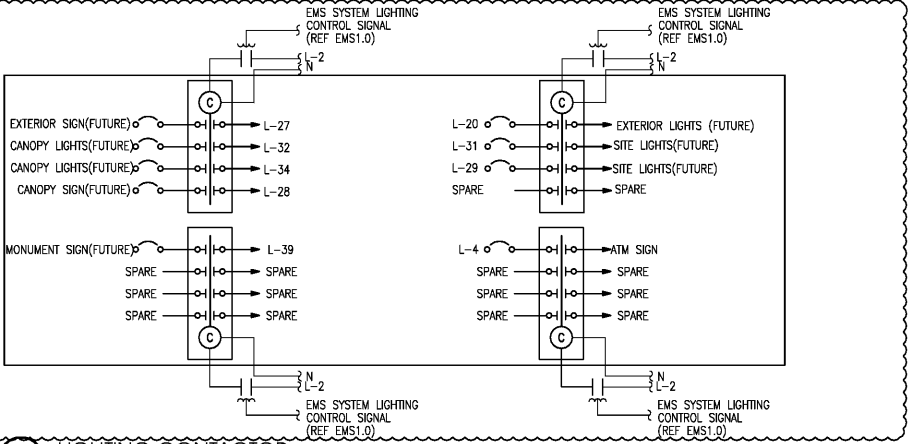 EMS SYSTEM LIGHTING
CONTROL SIGNAL
(REF EMS1.0)
L-2
N
EMS SYSTEM LIGHTING
CONTROL SIGNAL
(REF EMS1.0)
L-2
N
C
EXTERIOR SIGN(FUTURE) L-27
CANOPY LIGHTS(FUTURE) L-32
CANOPY LIGHTS(FUTURE) L-34
CANOPY SIGN(FUTURE) L-28
C
L-20 EXTERIOR LIGHTS (FUTURE)
L-31 SITE LIGHTS(FUTURE)
L-29 SITE LIGHTS(FUTURE)
SPARE SPARE
MONUMENT SIGN(FUTURE) L-39
SPARE SPARE
SPARE SPARE
SPARE SPARE
C
L-4 ATM SIGN
SPARE SPARE
SPARE SPARE
SPARE SPARE
C
N
L-2
EMS SYSTEM LIGHTING
CONTROL SIGNAL
(REF EMS1.0)
N
L-2
EMS SYSTEM LIGHTING
CONTROL SIGNAL
(REF EMS1.0)
LIGHTING CONTACTOR